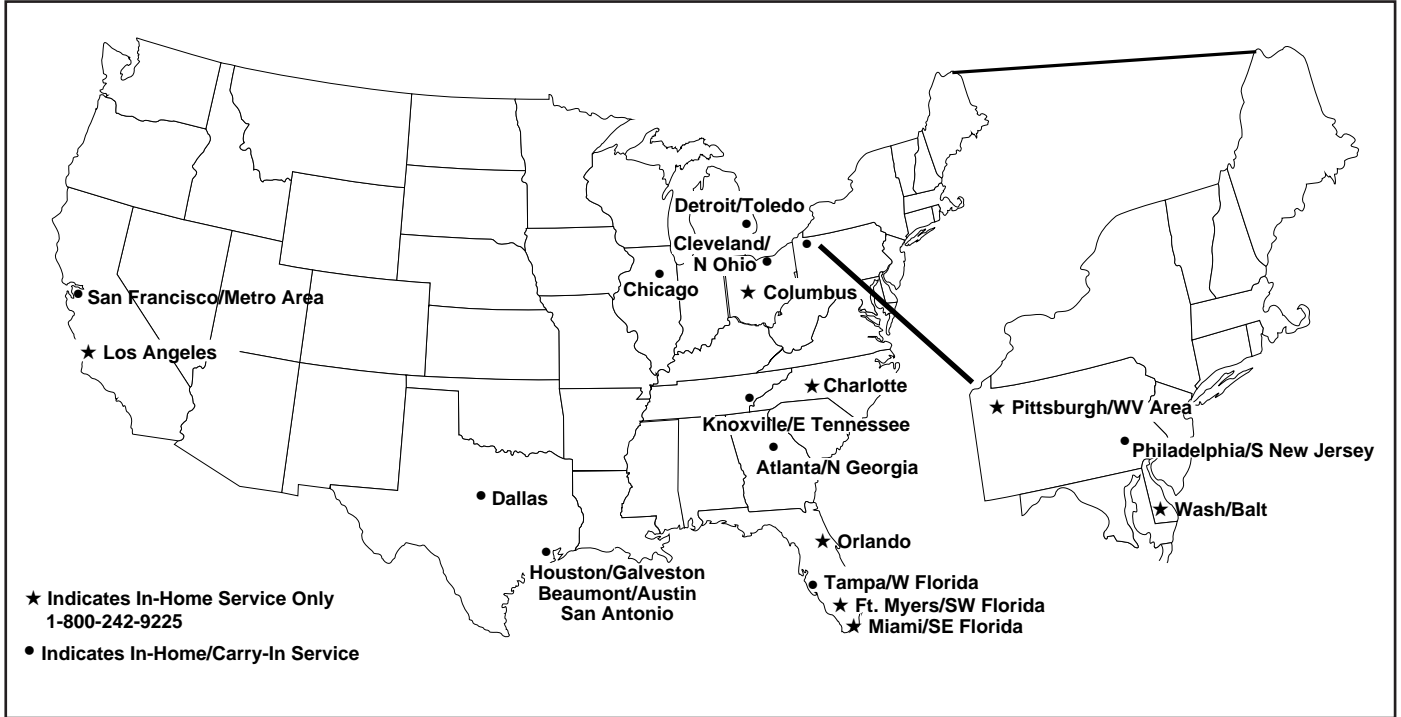 Detroit/Toledo
Cleveland/
N Ohio
Chicago
Columbus
San Francisco/Metro Area
Los Angeles
Charlotte
Knoxville/E Tennessee
Atlanta/N Georgia
Pittsburgh/WV Area
Philadelphia/S New Jersey
Wash/Balt
Dallas
Orlando
Houston/Galveston
Beaumont/Austin
San Antonio
Tampa/W Florida
Ft. Myers/SW Florida
Miami/SE Florida
★ Indicates In-Home Service Only
1-800-242-9225
• Indicates In-Home/Carry-In Service